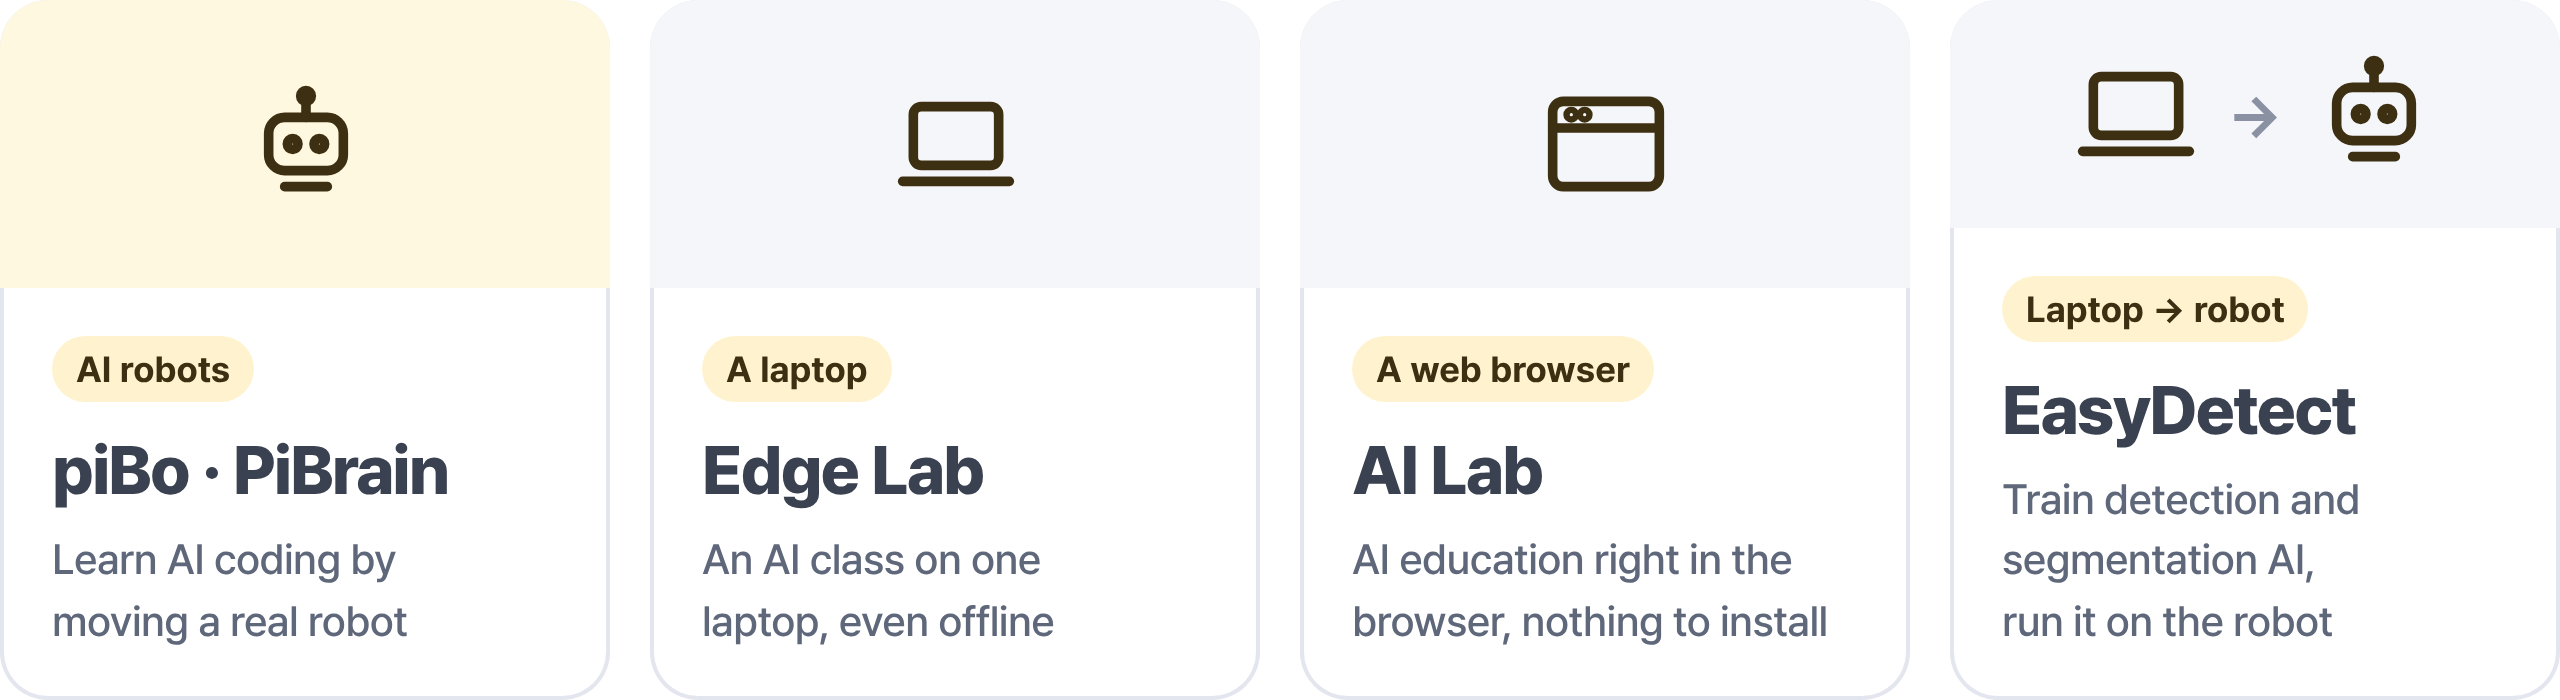 AI robots
piBo · PiBrain
Learn AI coding by
moving a real robot
A laptop
Edge Lab
An AI class on one
laptop, even offline
A web browser
AI Lab
AI education right in the
browser, nothing to install
Laptop → robot
EasyDetect
Train detection and
segmentation AI,
run it on the robot